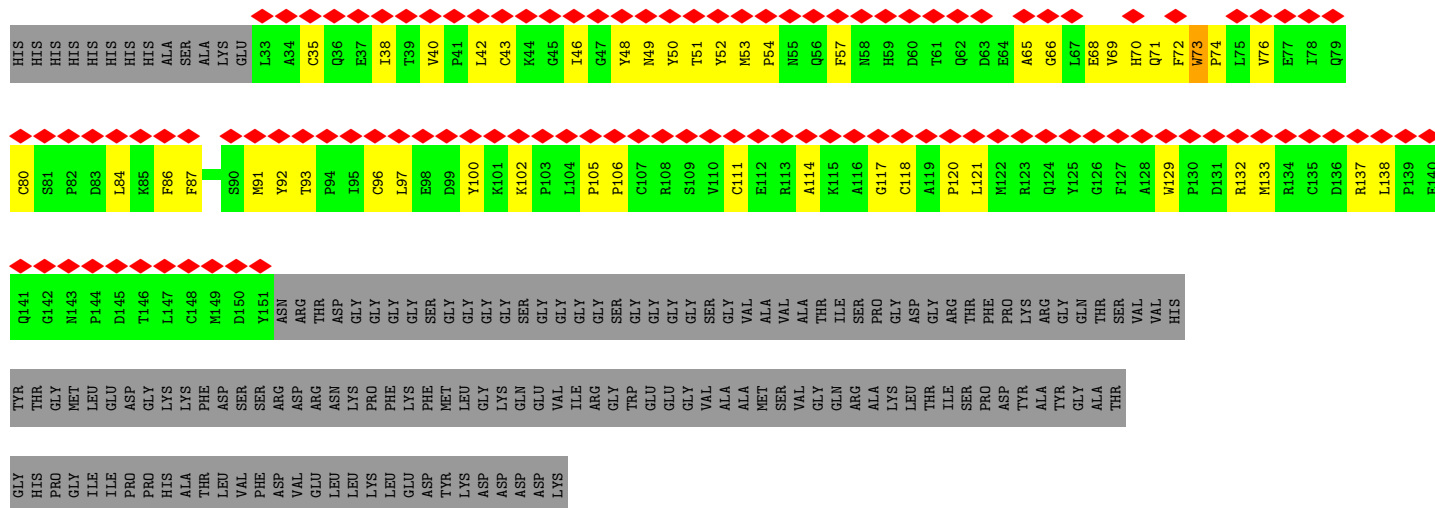 HIS HIS HIS HIS HIS HIS HIS HIS HIS ALA SER ALA LYS GLU L33 A34 C35 Q36 E37 I38 T39 V40 P41 L42 C43 K44 G45 I46 G47 Y48 N49 Y50 T51 Y52 M53 P54 N55 Q56 F57 N58 H59 D60 T61 Q62 D63 E64 A65 G66 L67 E68 V69 H70 Q71 F72 W73 P74 L75 V76 E77 I78 Q79
C80 S81 P82 D83 L84 K85 F86 F87 S90 M91 Y92 T93 P94 I95 C96 L97 E98 D99 Y100 K101 K102 P103 L104 P105 P106 C107 R108 S109 V110 C111 E112 R113 A114 K115 A116 G117 C118 A119 P120 L121 M122 R123 Q124 Y125 G126 F127 A128 W129 P130 D131 R132 M133 R134 C135 D136 R137 L138 P139 E140
Q141 G142 N143 P144 D145 T146 L147 C148 M149 D150 Y151 ASN ARG THR ASP GLY GLY GLY GLY SER GLY GLY GLY GLY SER GLY GLY GLY GLY SER GLY GLY GLY GLY SER GLY VAL ALA VAL ALA THR ILE SER PRO GLY ASP GLY ARG THR PHE PRO LYS ARG GLY GLN THR SER VAL VAL HIS
TYR THR GLY MET LEU GLU ASP GLY LYS LYS PHE ASP SER SER ARG ASP ARG ASN LYS PRO PHE LYS PHE MET LEU GLY LYS GLN GLU VAL ILE ARG GLY TRP GLU GLU GLY VAL ALA ALA MET SER VAL GLY GLN ARG ALA LYS LEU THR ILE SER PRO ASP TYR ALA TYR GLY ALA THR
GLY HIS PRO GLY ILE ILE PRO PRO HIS ALA THR LEU VAL PHE ASP VAL GLU LEU LEU LYS LEU GLU ASP TYR LYS ASP ASP ASP ASP LYS